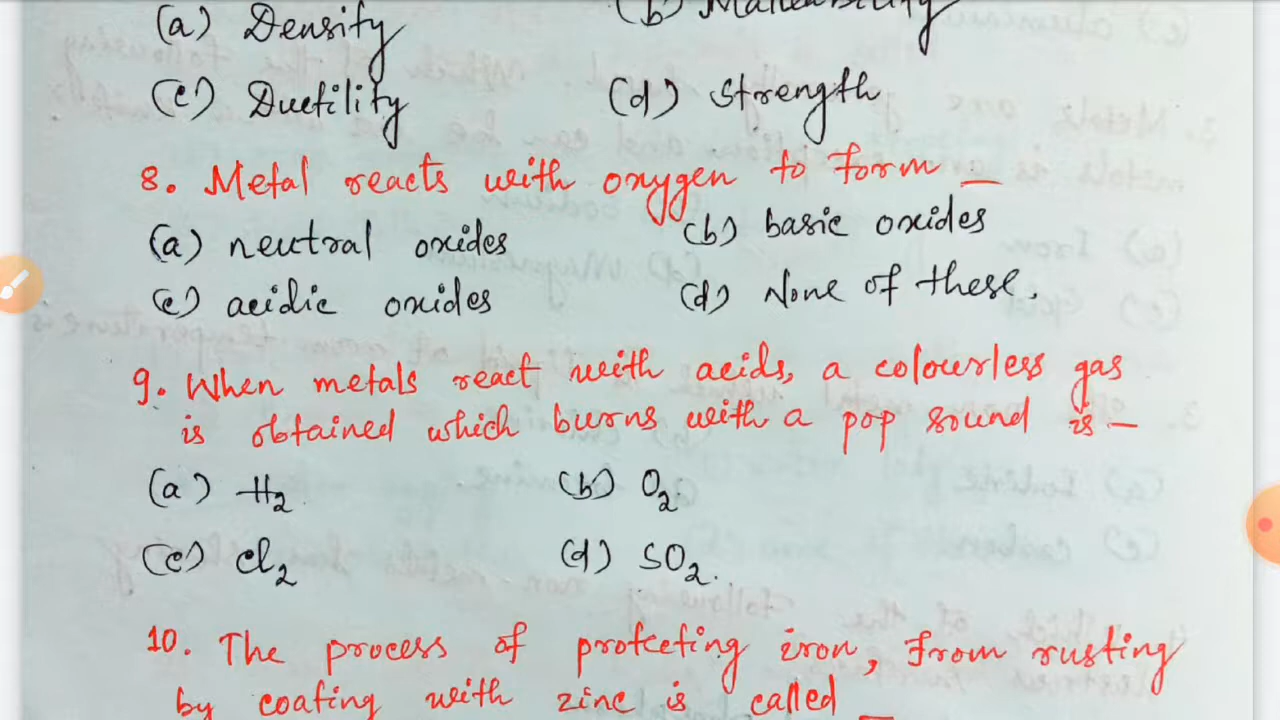 (a) Density (b) Malleability
(c) Ductility (d) Strength
8. Metal reacts with oxygen to form _
(a) neutral oxides (b) basic oxides
(c) acidic oxides (d) None of these.
9. When metals react with acids, a colourless gas
is obtained which burns with a pop sound is —
(a) H₂ (b) O₂.
(c) Cl₂ (d) SO₂.
10. The process of protecting iron, from rusting
by coating with zinc is called _